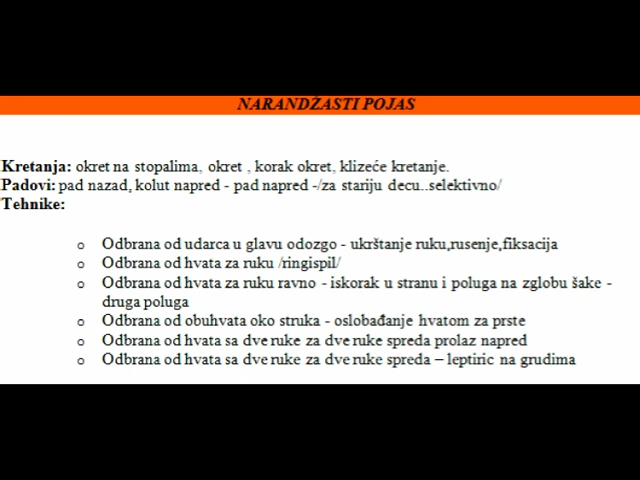 NARANDŽASTI POJAS
Kretanja: okret na stopalima, okret , korak okret, klizeće kretanje.
Padovi: pad nazad, kolut napred - pad napred -/za stariju decu..selektivno/
Tehnike:
o Odbrana od udarca u glavu odozgo - ukrštanje ruku,rusenje,fiksacija
o Odbrana od hvata za ruku /ringispil/
o Odbrana od hvata za ruku ravno - iskorak u stranu i poluga na zglobu šake -
druga poluga
o Odbrana od obuhvata oko struka - oslobađanje hvatom za prste
o Odbrana od hvata sa dve ruke za dve ruke spreda prolaz napred
o Odbrana od hvata sa dve ruke za dve ruke spreda – leptiric na grudima